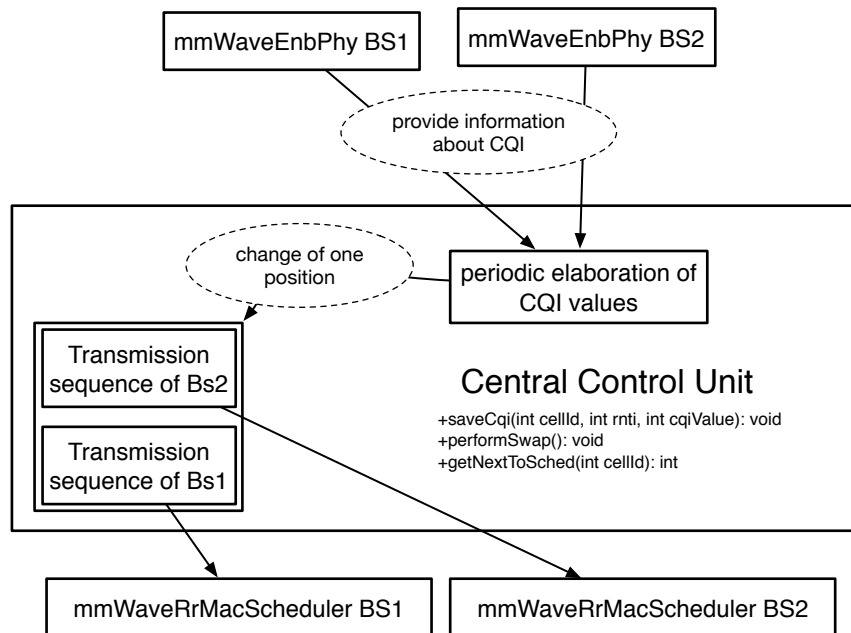 mmWaveEnbPhy BS1
mmWaveEnbPhy BS2
provide information
about CQI
change of one
position
periodic elaboration of
CQI values
Transmission
sequence of Bs2
Transmission
sequence of Bs1
Central Control Unit
+saveCqi(int cellId, int rnti, int cqiValue): void
+performSwap(): void
+getNextToSched(int cellId): int
mmWaveRrMacScheduler BS1
mmWaveRrMacScheduler BS2